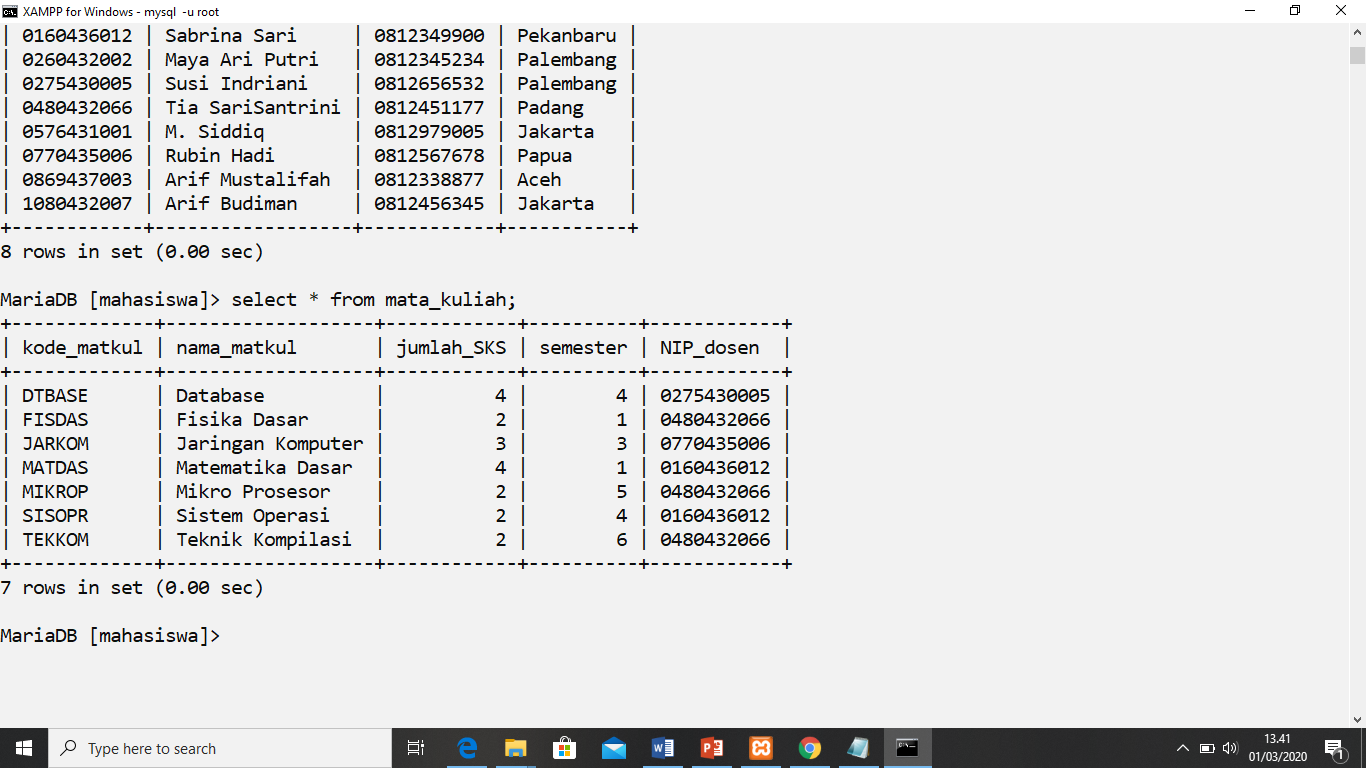 XAMPP for Windows - mysql  -u root
| 0160436012 | Sabrina Sari     | 0812349900 | Pekanbaru |
| 0260432002 | Maya Ari Putri   | 0812345234 | Palembang |
| 0275430005 | Susi Indriani    | 0812656532 | Palembang |
| 0480432066 | Tia SariSantrini | 0812451177 | Padang    |
| 0576431001 | M. Siddiq        | 0812979005 | Jakarta   |
| 0770435006 | Rubin Hadi       | 0812567678 | Papua     |
| 0869437003 | Arif Mustalifah  | 0812338877 | Aceh      |
| 1080432007 | Arif Budiman     | 0812456345 | Jakarta   |
+------------+------------------+------------+-----------+
8 rows in set (0.00 sec)
MariaDB [mahasiswa]> select * from mata_kuliah;
+-------------+-------------------+------------+----------+------------+
| kode_matkul | nama_matkul       | jumlah_SKS | semester | NIP_dosen  |
+-------------+-------------------+------------+----------+------------+
| DTBASE      | Database          |          4 |        4 | 0275430005 |
| FISDAS      | Fisika Dasar      |          2 |        1 | 0480432066 |
| JARKOM      | Jaringan Komputer |          3 |        3 | 0770435006 |
| MATDAS      | Matematika Dasar  |          4 |        1 | 0160436012 |
| MIKROP      | Mikro Prosesor    |          2 |        5 | 0480432066 |
| SISOPR      | Sistem Operasi    |          2 |        4 | 0160436012 |
| TEKKOM      | Teknik Kompilasi  |          2 |        6 | 0480432066 |
+-------------+-------------------+------------+----------+------------+
7 rows in set (0.00 sec)
MariaDB [mahasiswa]>
Type here to search
13.41
01/03/2020
1